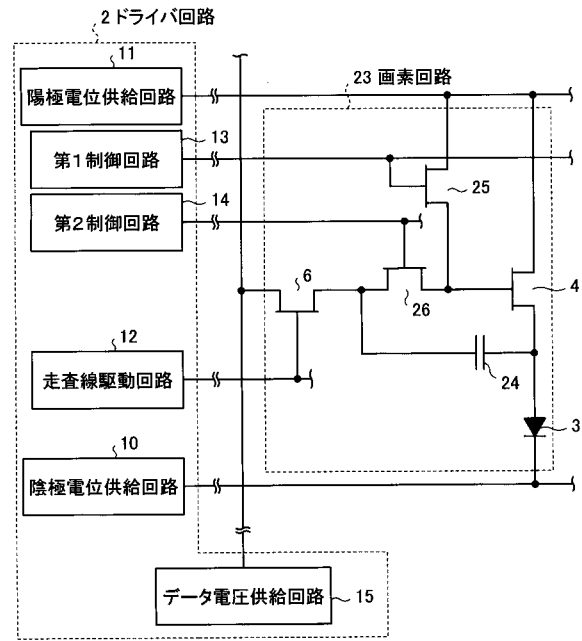 2 ドライバ回路
11
陽極電位供給回路
23 画素回路
13
第1制御回路
14
第2制御回路
25
6
26
4
12
走査線駆動回路
24
3
10
陰極電位供給回路
データ電圧供給回路
15